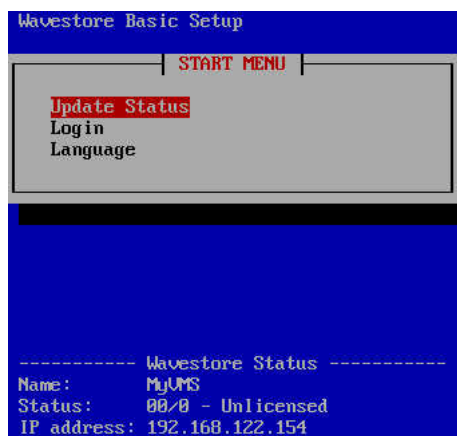 Wavestore Basic Setup
START MENU
Update Status
Login
Language
----------- Wavestore Status -----------
Name: MyVMS
Status: 00/0 - Unlicensed
IP address: 192.168.122.154